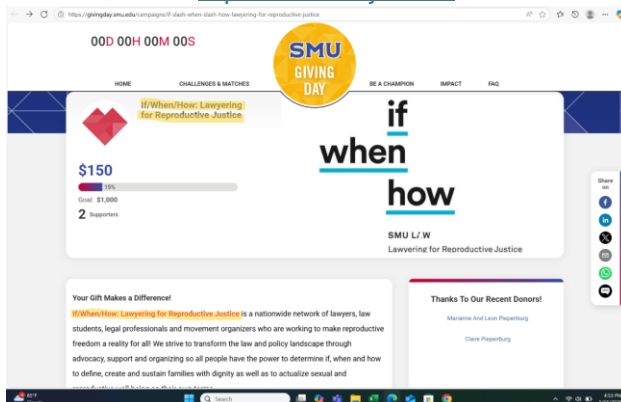 https://givingday.smu.edu/campaigns/if-slash-when-slash-how-lawyering-for-reproductive-justice
00D 00H 00M 00S
SMU
GIVING
DAY
HOME
CHALLENGES & MATCHES
BE A CHAMPION
IMPACT
FAQ
If/When/How: Lawyering
for Reproductive Justice
$150
15%
Goal: $1,000
2 Supporters
if
when
how
SMU LAW
Lawyering for Reproductive Justice
Share
on
Your Gift Makes a Difference!
If/When/How: Lawyering for Reproductive Justice is a nationwide network of lawyers, law
students, legal professionals and movement organizers who are working to make reproductive
freedom a reality for all! We strive to transform the law and policy landscape through
advocacy, support and organizing so all people have the power to determine if, when and how
to define, create and sustain families with dignity as well as to actualize sexual and
Thanks To Our Recent Donors!
Marianne And Leon Piepenburg
Claire Piepenburg
Search